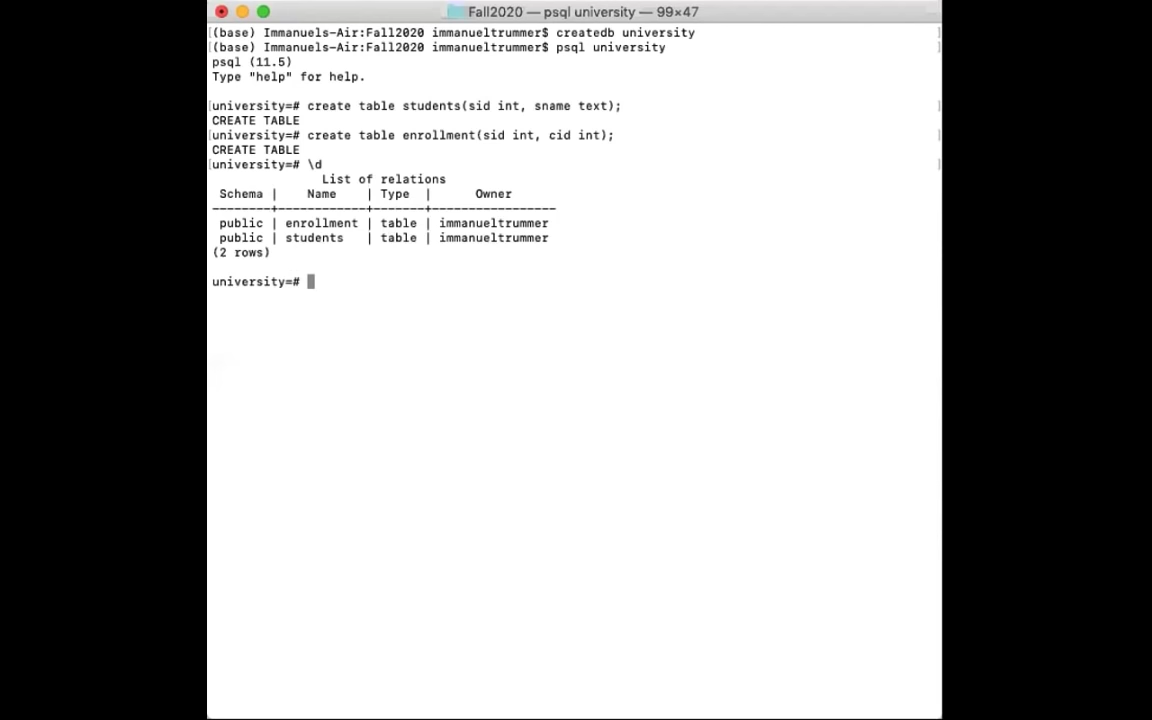 Fall2020 — psql university — 99×47
(base) Immanuels-Air:Fall2020 immanueltrummer$ createdb university
(base) Immanuels-Air:Fall2020 immanueltrummer$ psql university
psql (11.5)
Type "help" for help.
university=# create table students(sid int, sname text);
CREATE TABLE
university=# create table enrollment(sid int, cid int);
CREATE TABLE
university=# \d
List of relations
Schema | Name | Type | Owner
--------+------------+-------+----------------
public | enrollment | table | immanueltrummer
public | students | table | immanueltrummer
(2 rows)
university=#